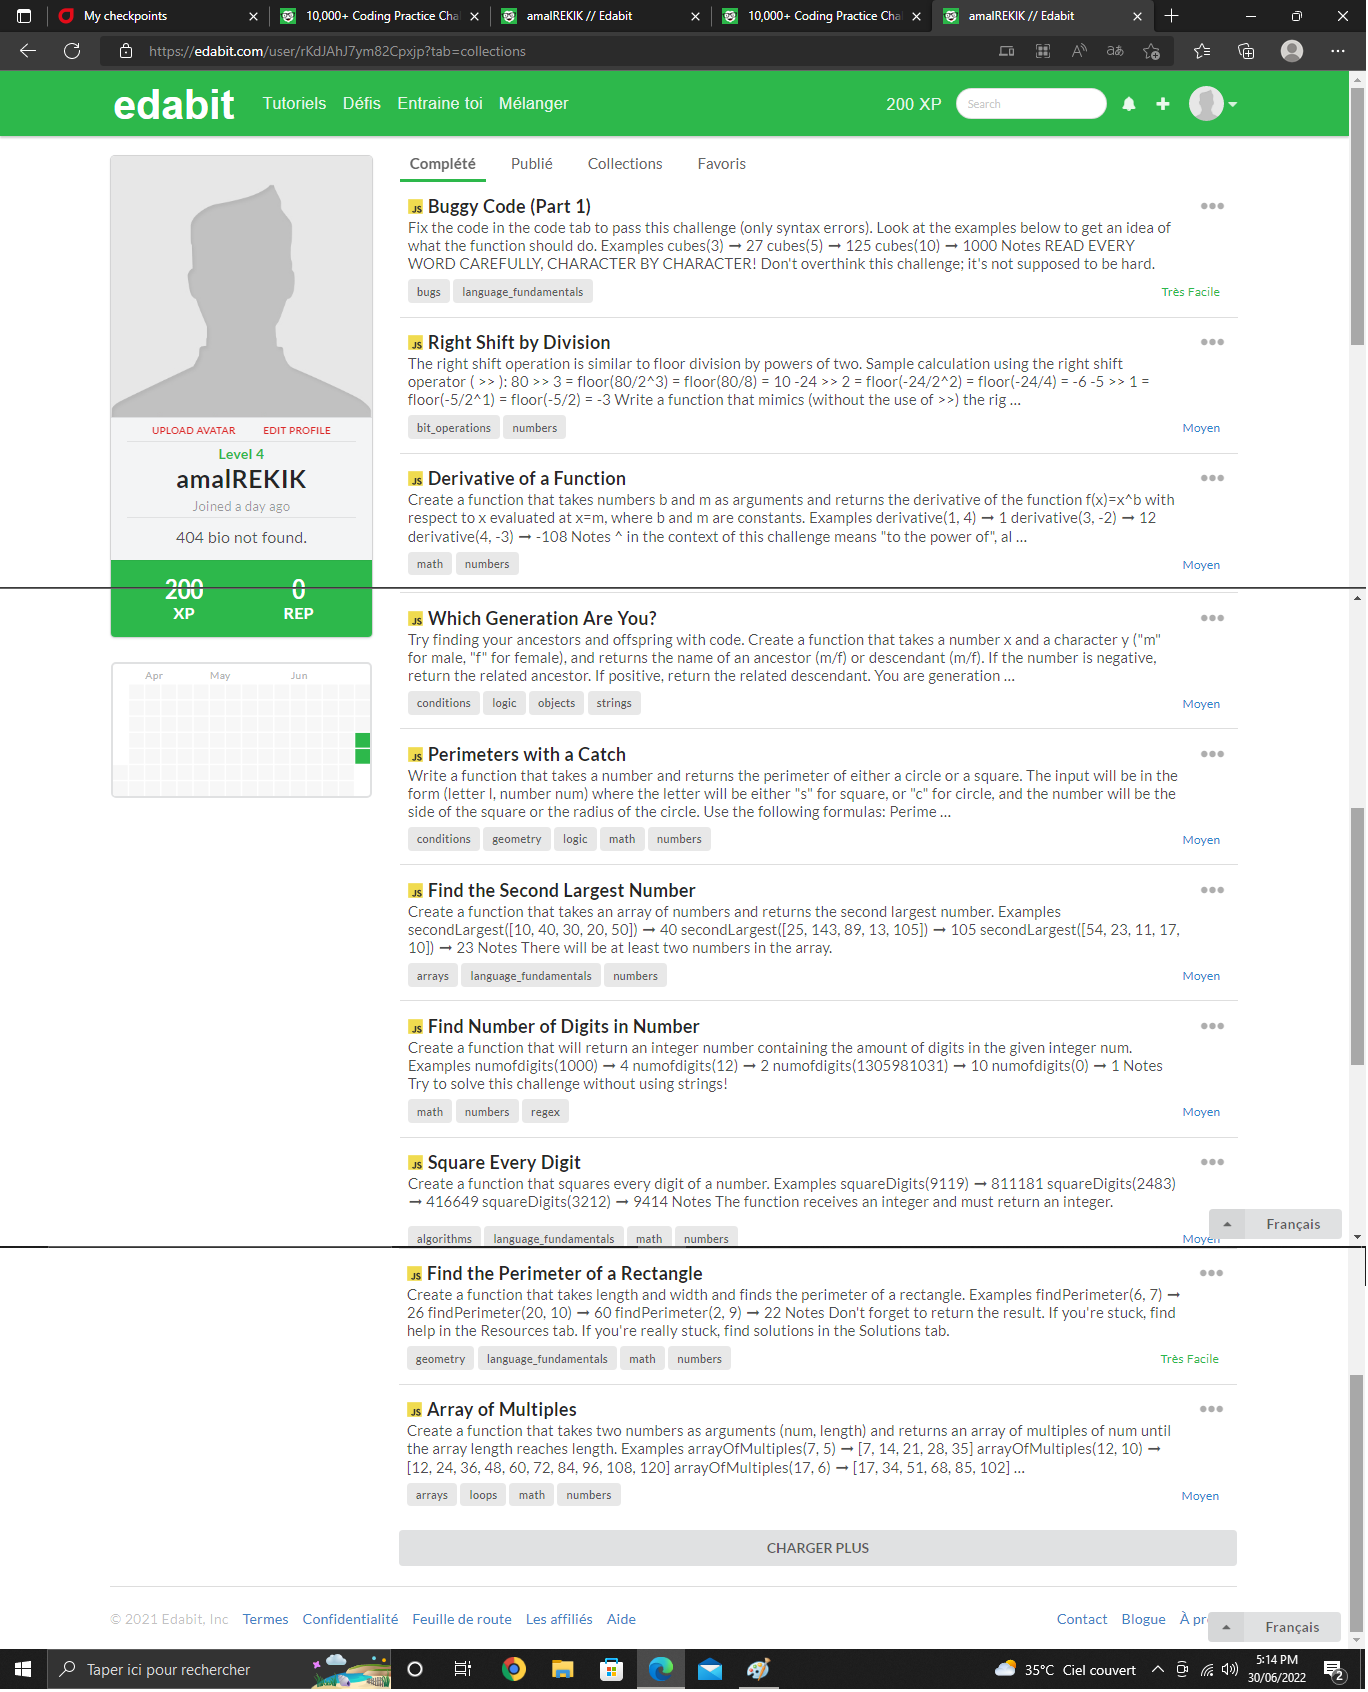 My checkpoints
10,000+ Coding Practice Cha
amalREKIK // Edabit
10,000+ Coding Practice Cha
amalREKIK // Edabit
https://edabit.com/user/rKdJAhJ7ym82Cpxjp?tab=collections
edabit
Tutoriels Défis Entraine toi Mélanger
200 XP
Search
UPLOAD AVATAR EDIT PROFILE
Level 4
amalREKIK
Joined a day ago
404 bio not found.
200 0
XP REP
Apr May Jun
Complété Publié Collections Favoris
JS Buggy Code (Part 1)
Fix the code in the code tab to pass this challenge (only syntax errors). Look at the examples below to get an idea of
what the function should do. Examples cubes(3) ➞ 27 cubes(5) ➞ 125 cubes(10) ➞ 1000 Notes READ EVERY
WORD CAREFULLY, CHARACTER BY CHARACTER! Don't overthink this challenge; it's not supposed to be hard.
bugs language_fundamentals Très Facile
JS Right Shift by Division
The right shift operation is similar to floor division by powers of two. Sample calculation using the right shift
operator ( >> ): 80 >> 3 = floor(80/2^3) = floor(80/8) = 10 -24 >> 2 = floor(-24/2^2) = floor(-24/4) = -6 -5 >> 1 =
floor(-5/2^1) = floor(-5/2) = -3 Write a function that mimics (without the use of >>) the rig ...
bit_operations numbers Moyen
JS Derivative of a Function
Create a function that takes numbers b and m as arguments and returns the derivative of the function f(x)=x^b with
respect to x evaluated at x=m, where b and m are constants. Examples derivative(1, 4) ➞ 1 derivative(3, -2) ➞ 12
derivative(4, -3) ➞ -108 Notes ^ in the context of this challenge means "to the power of", al ...
math numbers Moyen
JS Which Generation Are You?
Try finding your ancestors and offspring with code. Create a function that takes a number x and a character y ("m"
for male, "f" for female), and returns the name of an ancestor (m/f) or descendant (m/f). If the number is negative,
return the related ancestor. If positive, return the related descendant. You are generation ...
conditions logic objects strings Moyen
JS Perimeters with a Catch
Write a function that takes a number and returns the perimeter of either a circle or a square. The input will be in the
form (letter l, number num) where the letter will be either "s" for square, or "c" for circle, and the number will be the
side of the square or the radius of the circle. Use the following formulas: Perime ...
conditions geometry logic math numbers Moyen
JS Find the Second Largest Number
Create a function that takes an array of numbers and returns the second largest number. Examples
secondLargest([10, 40, 30, 20, 50]) ➞ 40 secondLargest([25, 143, 89, 13, 105]) ➞ 105 secondLargest([54, 23, 11, 17,
10]) ➞ 23 Notes There will be at least two numbers in the array.
arrays language_fundamentals numbers Moyen
JS Find Number of Digits in Number
Create a function that will return an integer number containing the amount of digits in the given integer num.
Examples numofdigits(1000) ➞ 4 numofdigits(12) ➞ 2 numofdigits(1305981031) ➞ 10 numofdigits(0) ➞ 1 Notes
Try to solve this challenge without using strings!
math numbers regex Moyen
JS Square Every Digit
Create a function that squares every digit of a number. Examples squareDigits(9119) ➞ 811181 squareDigits(2483)
➞ 416649 squareDigits(3212) ➞ 9414 Notes The function receives an integer and must return an integer.
Français
algorithms language_fundamentals math numbers Moyen
JS Find the Perimeter of a Rectangle
Create a function that takes length and width and finds the perimeter of a rectangle. Examples findPerimeter(6, 7) ➞
26 findPerimeter(20, 10) ➞ 60 findPerimeter(2, 9) ➞ 22 Notes Don't forget to return the result. If you're stuck, find
help in the Resources tab. If you're really stuck, find solutions in the Solutions tab.
geometry language_fundamentals math numbers Très Facile
JS Array of Multiples
Create a function that takes two numbers as arguments (num, length) and returns an array of multiples of num until
the array length reaches length. Examples arrayOfMultiples(7, 5) ➞ [7, 14, 21, 28, 35] arrayOfMultiples(12, 10) ➞
[12, 24, 36, 48, 60, 72, 84, 96, 108, 120] arrayOfMultiples(17, 6) ➞ [17, 34, 51, 68, 85, 102] ...
arrays loops math numbers Moyen
CHARGER PLUS
© 2021 Edabit, Inc Termes Confidentialité Feuille de route Les affiliés Aide Contact Blogue À pr
Français
Taper ici pour rechercher
35°C Ciel couvert
5:14 PM
30/06/2022
2